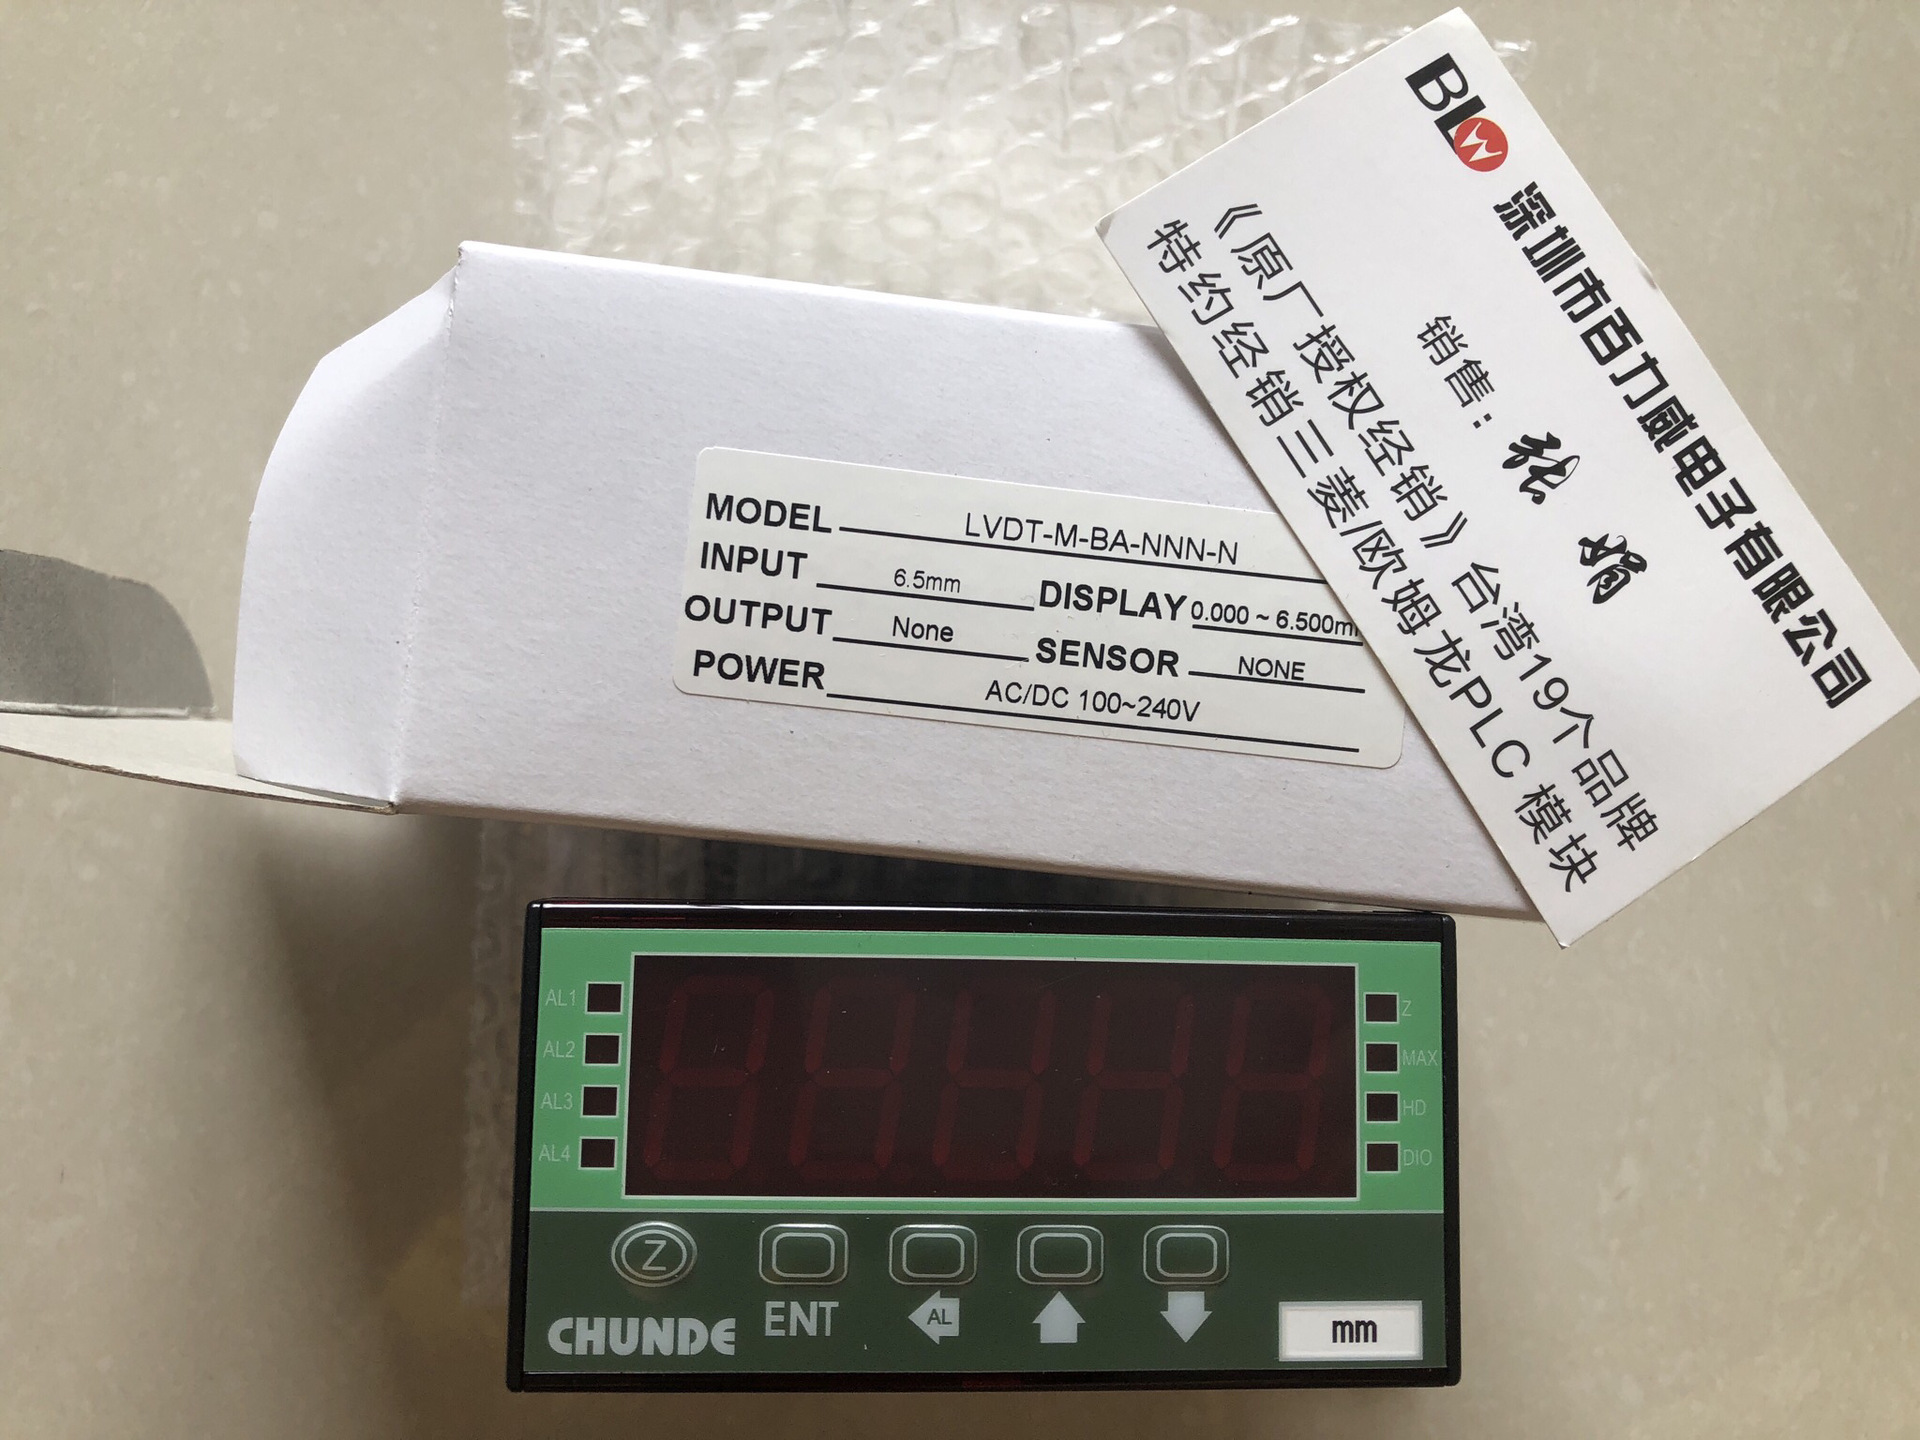 BLW 深圳市百力威电子有限公司
销售：张 娟
《原厂授权经销》台湾19个品牌
特约经销三菱/欧姆龙PLC模块
MODEL LVDT-M-BA-NNN-N
INPUT 6.5mm DISPLAY 0.000 ~ 6.500m
OUTPUT None SENSOR NONE
POWER AC/DC 100~240V
AL1
AL2
AL3
AL4
Z
MAX
HD
DIO
Z
ENT
AL
CHUNDE
mm